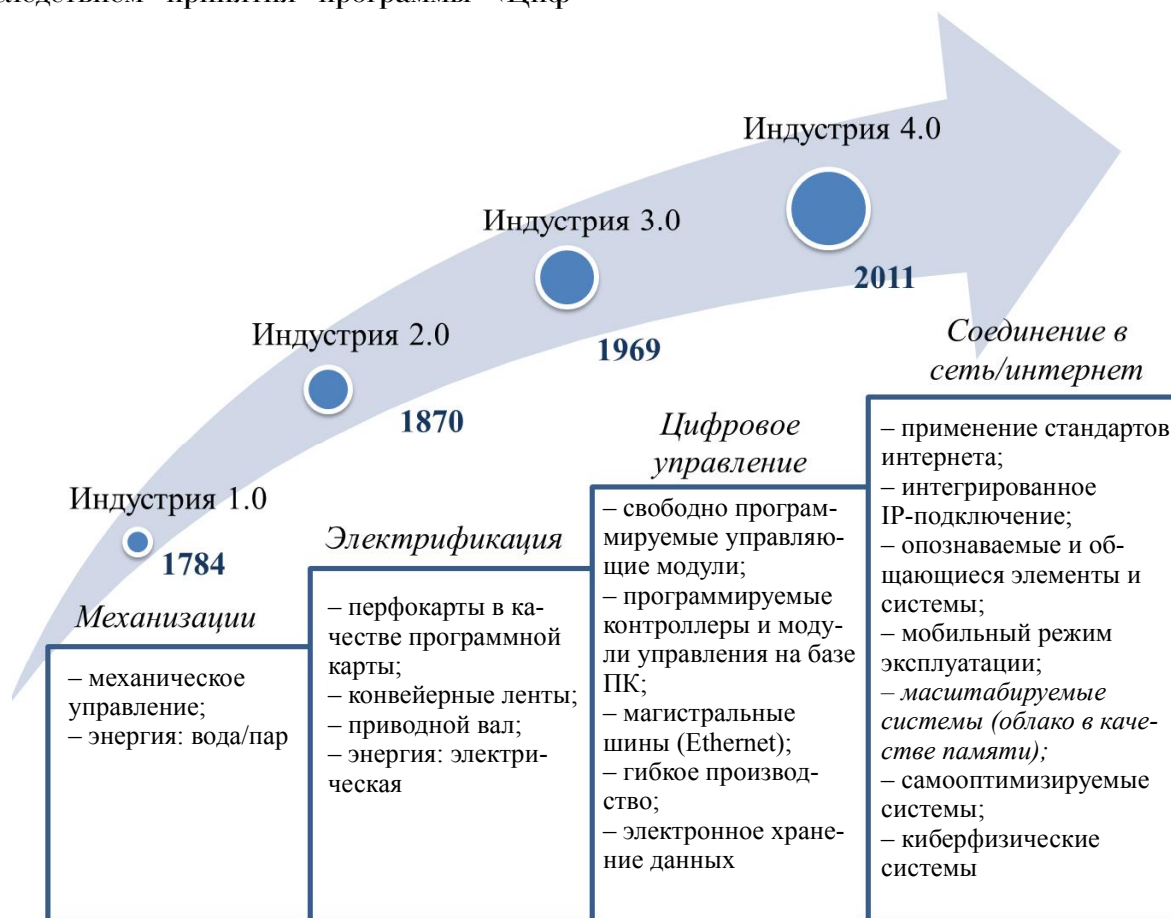 принятия программы
Индустрия 4.0
2011
Индустрия 3.0
1969
Индустрия 2.0
1870
Индустрия 1.0
1784
Механизации
– механическое
управление;
– энергия: вода/пар
Электрификация
– перфокарты в ка-
честве программной
карты;
– конвейерные ленты;
– приводной вал;
– энергия: электри-
ческая
Цифровое
управление
– свободно програм-
мируемые управляю-
щие модули;
– программируемые
контроллеры и моду-
ли управления на базе
ПК;
– магистральные
шины (Ethernet);
– гибкое производ-
ство;
– электронное хране-
ние данных
Соединение в
сеть/интернет
– применение стандартов
интернета;
– интегрированное
IP-подключение;
– опознаваемые и об-
щающиеся элементы и
системы;
– мобильный режим
эксплуатации;
– масштабируемые
системы (облако в каче-
стве памяти);
– самооптимизируемые
системы;
– киберфизические
системы